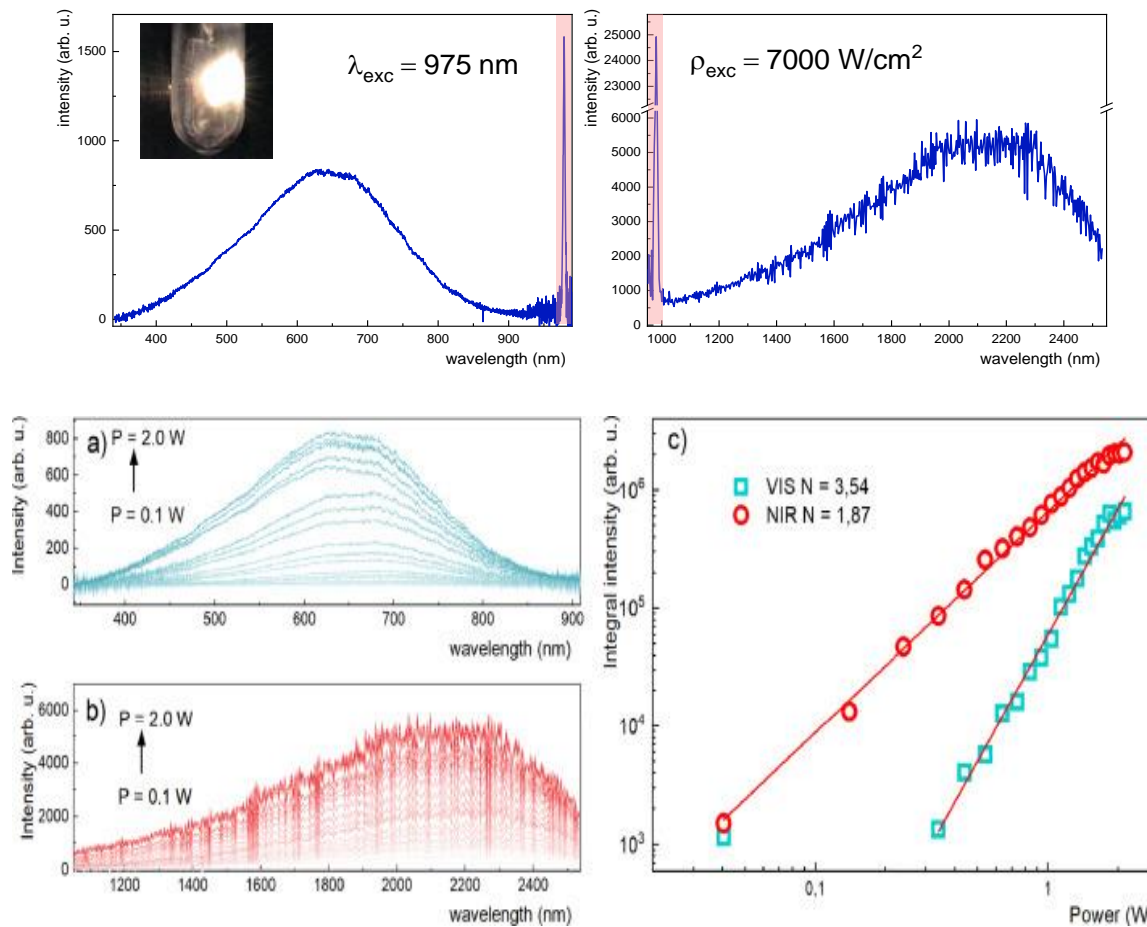 intensity (arb. u.)
1500
1000
500
0
400
500
600
700
800
900
wavelength (nm)
λexc = 975 nm
intensity (arb. u.)
25000
24000
23000
6000
5000
4000
3000
2000
1000
0
1000
1200
1400
1600
1800
2000
2200
2400
wavelength (nm)
ρexc = 7000 W/cm²
a)
P = 2.0 W
P = 0.1 W
Intensity (arb. u.)
800
600
400
200
0
400
500
600
700
800
900
wavelength (nm)
b)
P = 2.0 W
P = 0.1 W
Intensity (arb. u.)
6000
4000
2000
0
1200
1400
1600
1800
2000
2200
2400
wavelength (nm)
c)
VIS N = 3,54
NIR N = 1,87
Integral intensity (arb. u.)
10⁶
10⁵
10⁴
10³
0,1
1
Power (W